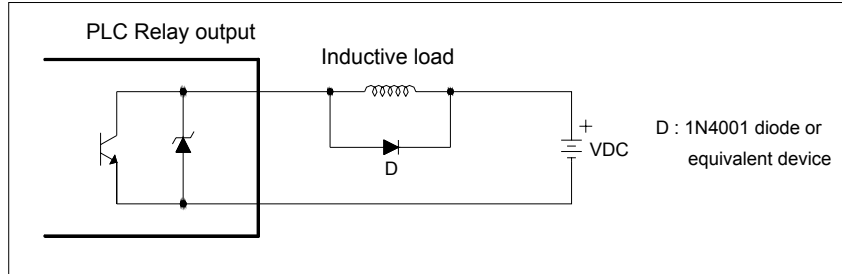 PLC Relay output
Inductive load
D
+
VDC
D : 1N4001 diode or
equivalent device